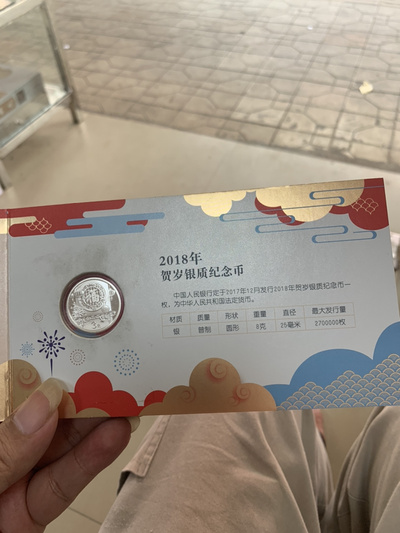 2018年
贺岁银质纪念币
中国人民银行定于2017年12月发行2018年贺岁银质纪念币一
枚，为中华人民共和国法定货币。
材质 质量 形状 重量 直径 最大发行量
银 普制 圆形 8克 25毫米 2700000枚